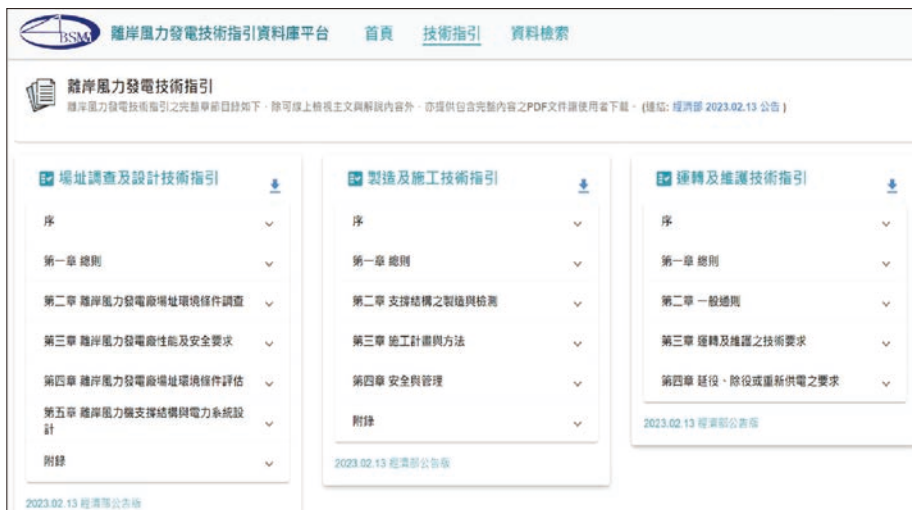 BSMI 離岸風力發電技術指引資料庫平台 首頁 技術指引 資料檢索
離岸風力發電技術指引
離岸風力發電技術指引之完整章節目錄如下，除可線上檢視主文與解說內容外，亦提供包含完整內容之PDF文件讓使用者下載。 (連結: 經濟部 2023.02.13 公告 )
場址調查及設計技術指引
序
第一章 總則
第二章 離岸風力發電廠場址環境條件調查
第三章 離岸風力發電廠性能及安全要求
第四章 離岸風力發電廠場址環境條件評估
第五章 離岸風力機支撐結構與電力系統設
計
附錄
2023.02.13 經濟部公告版
製造及施工技術指引
序
第一章 總則
第二章 支撐結構之製造與檢測
第三章 施工計畫與方法
第四章 安全與管理
附錄
2023.02.13 經濟部公告版
運轉及維護技術指引
序
第一章 總則
第二章 一般通則
第三章 運轉及維護之技術要求
第四章 延役、除役或重新供電之要求
2023.02.13 經濟部公告版